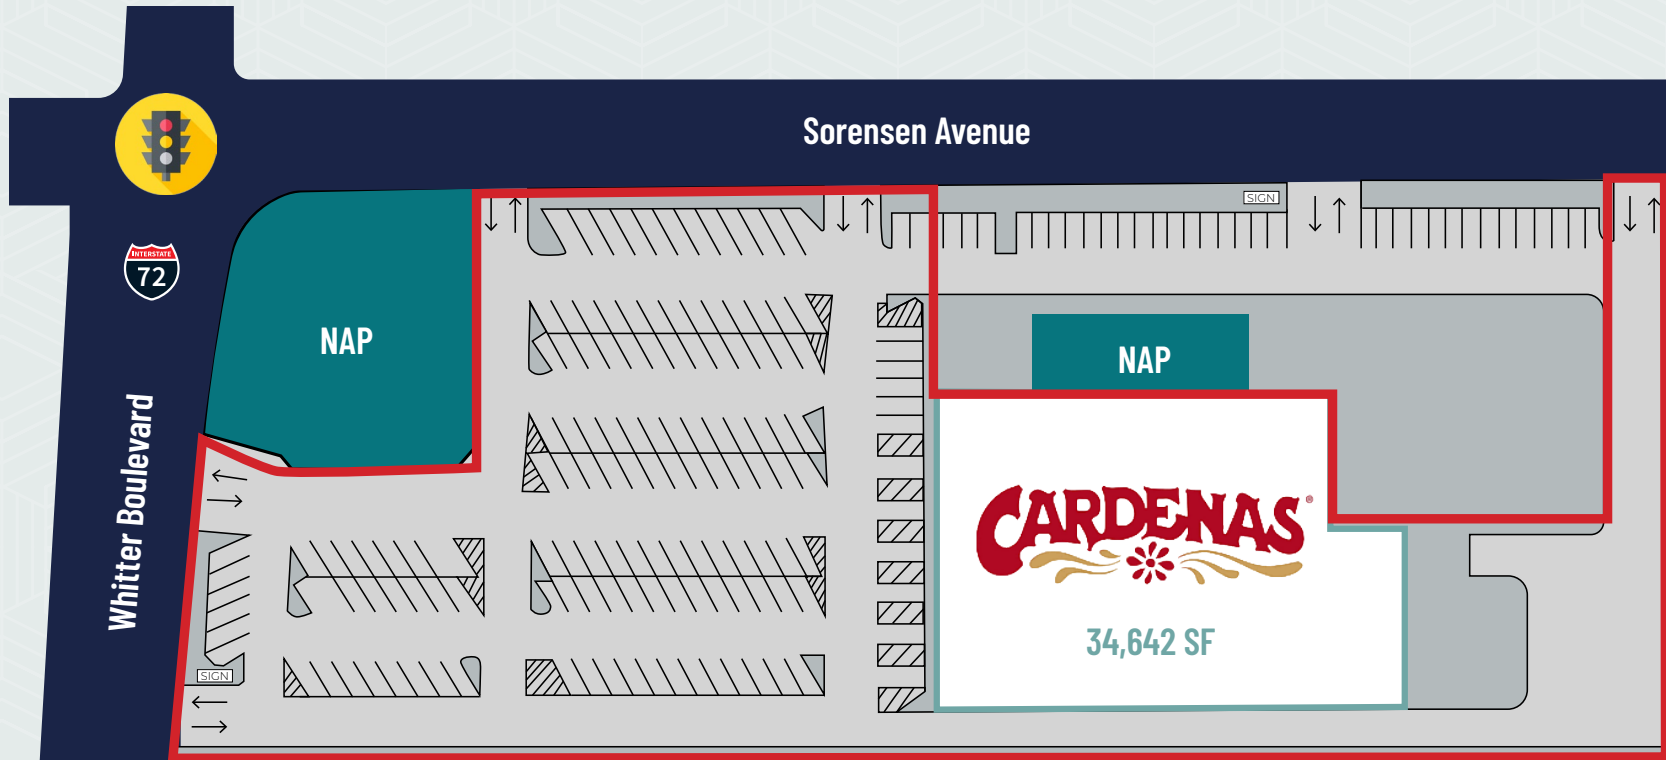 Sorensen Avenue
SIGN
INTERSTATE
72
NAP
NAP
Whitter Boulevard
CARDENAS®
34,642 SF
SIGN